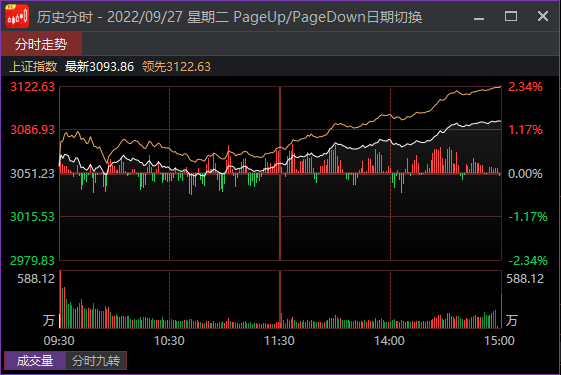 历史分时 - 2022/09/27 星期二 PageUp/PageDown日期切换
分时走势
上证指数 最新3093.86 领先3122.63
3122.63 2.34%
3086.93 1.17%
3051.23 0.00%
3015.53 -1.17%
2979.83 -2.34%
588.12 588.12
万 万
09:30 10:30 11:30 14:00 15:00
成交量 分时九转